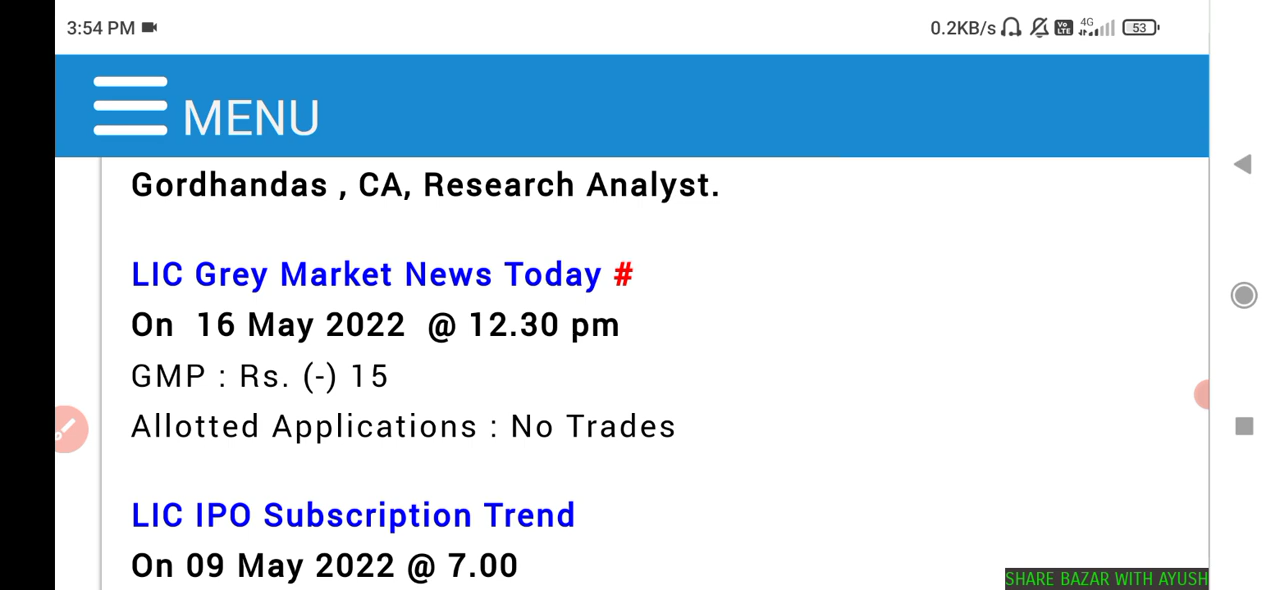 3:54 PM
0.2KB/s
Vo LTE
4G
53
MENU
Gordhandas , CA, Research Analyst.
LIC Grey Market News Today #
On 16 May 2022 @ 12.30 pm
GMP : Rs. (-) 15
Allotted Applications : No Trades
LIC IPO Subscription Trend
On 09 May 2022 @ 7.00
SHARE BAZAR WITH AYUSH